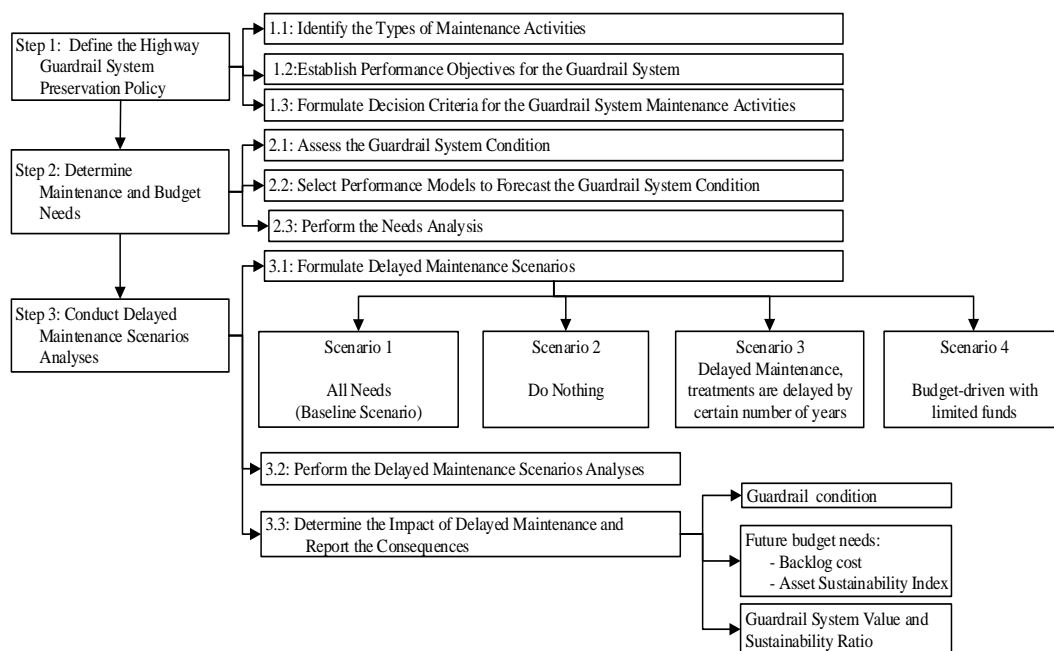 Step 1: Define the Highway
Guardrail System
Preservation Policy
1.1: Identify the Types of Maintenance Activities
1.2:Establish Performance Objectives for the Guardrail System
1.3: Formulate Decision Criteria for the Guardrail System Maintenance Activities
Step 2: Determine
Maintenance and Budget
Needs
2.1: Assess the Guardrail System Condition
2.2: Select Performance Models to Forecast the Guardrail System Condition
2.3: Perform the Needs Analysis
Step 3: Conduct Delayed
Maintenance Scenarios
Analyses
3.1: Formulate Delayed Maintenance Scenarios
Scenario 1
All Needs
(Baseline Scenario)
Scenario 2
Do Nothing
Scenario 3
Delayed Maintenance,
treatments are delayed by
certain number of years
Scenario 4
Budget-driven with
limited funds
3.2: Perform the Delayed Maintenance Scenarios Analyses
3.3: Determine the Impact of Delayed Maintenance and
Report the Consequences
Guardrail condition
Future budget needs:
- Backlog cost
- Asset Sustainability Index
Guardrail System Value and
Sustainability Ratio